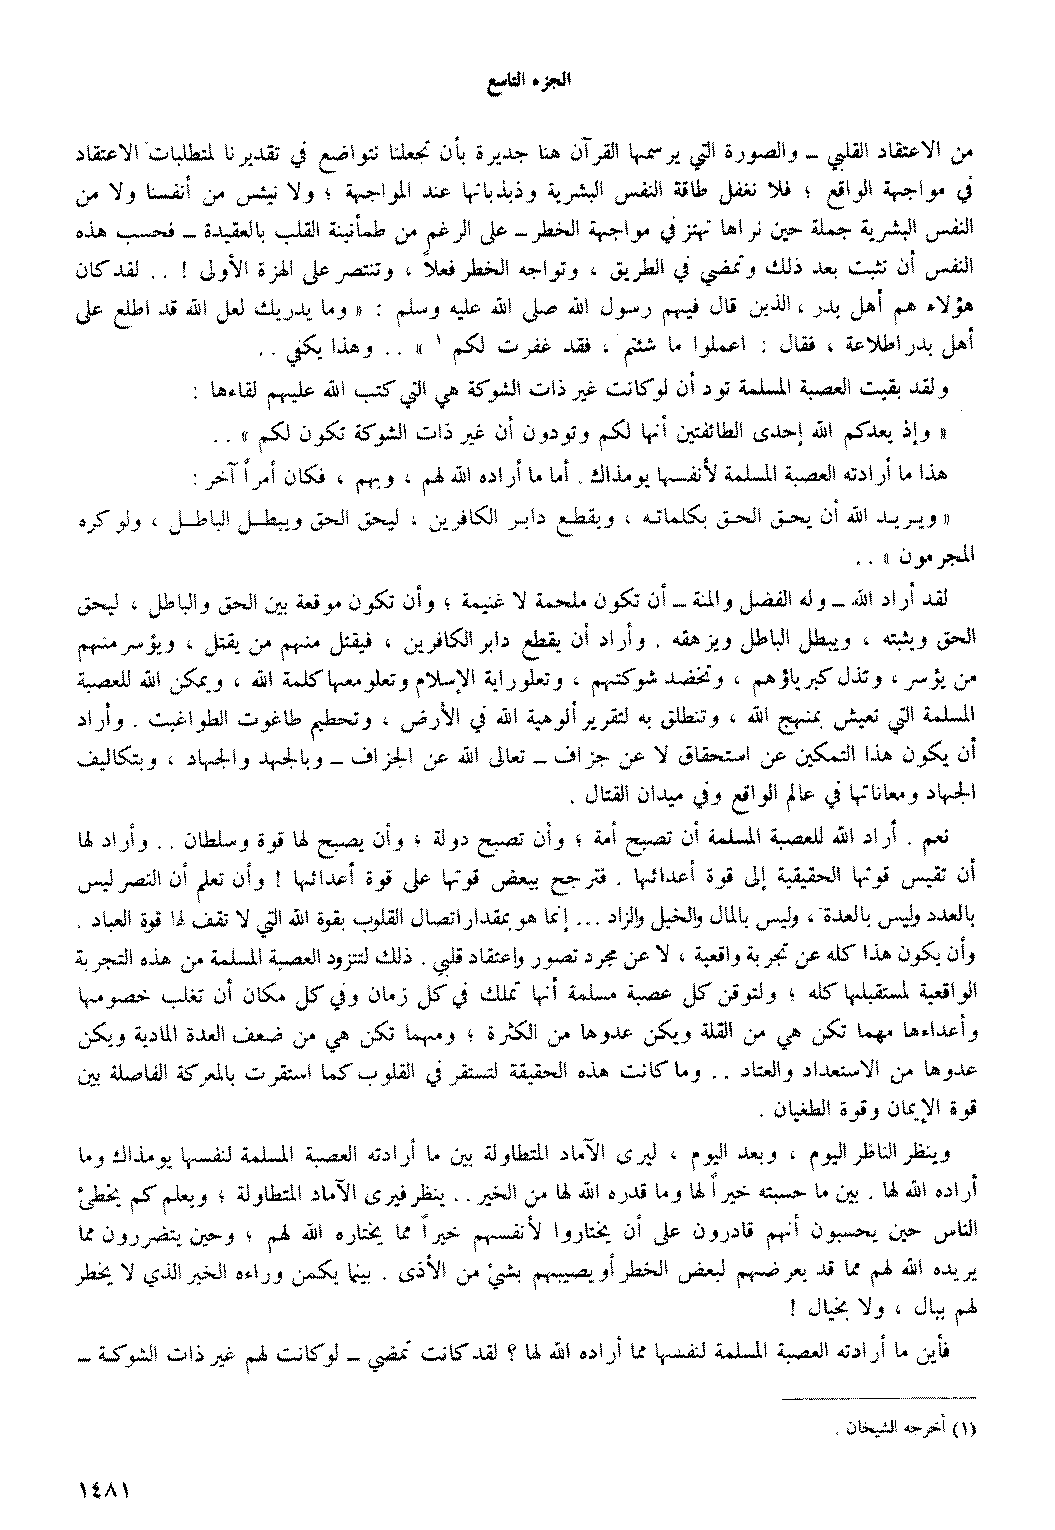 الجزء التاسع
من الاعتقاد القلبي ــ والصورة التي يرسمها القرآن هنا جديرة بأن تجعلنا نتواضع في تقديرنا لمتطلبات الاعتقاد
في مواجهة الواقع ؛ فلا نغفل طاقة النفس البشرية وذبذباتها عند المواجهة ؛ ولا نيئس من أنفسنا ولا من
النفس البشرية جملة حين نراها تهتز في مواجهة الخطر ــ على الرغم من طمأنينة القلب بالعقيدة ــ فحسب هذه
النفس أن تثبت بعد ذلك وتمضي في الطريق ، وتواجه الخطر فعلاً ، وتنتصر على الهزة الأولى ! .. لقد كان
هؤلاء هم أهل بدر ، الذين قال فيهم رسول الله صلى الله عليه وسلم : « وما يدريك لعل الله قد اطلع على
أهل بدر اطلاعة ، فقال : اعملوا ما شئتم ، فقد غفرت لكم ١ » .. وهذا يكفي ..
ولقد بقيت العصبة المسلمة تود أن لو كانت غير ذات الشوكة هي التي كتب الله عليهم لقاءها :
« وإذ يعدكم الله إحدى الطائفتين أنها لكم وتودون أن غير ذات الشوكة تكون لكم » ..
هذا ما أرادته العصبة المسلمة لأنفسها يومذاك . أما ما أراده الله لهم ، وبهم ، فكان أمراً آخر :
« ويريد الله أن يحق الحق بكلماته ، ويقطع دابر الكافرين ، ليحق الحق ويبطل الباطل ، ولو كره
المجرمون » ..
لقد أراد الله ــ وله الفضل والمنة ــ أن تكون ملحمة لا غنيمة ؛ وأن تكون موقعة بين الحق والباطل ، ليحق
الحق ويثبته ، ويبطل الباطل ويزهقه . وأراد أن يقطع دابر الكافرين ، فيقتل منهم من يقتل ، ويؤسر منهم
من يؤسر ، وتذل كبرياؤهم ، وتخضد شوكتهم ، وتعلو راية الإسلام وتعلو معها كلمة الله ، ويمكن الله للعصبة
المسلمة التي تعيش بمنهج الله ، وتنطلق به لتقرير ألوهية الله في الأرض ، وتحطيم طاغوت الطواغيت . وأراد
أن يكون هذا التمكين عن استحقاق لا عن جزاف ــ تعالى الله عن الجزاف ــ وبالجهد والجهاد ، وبتكاليف
الجهاد ومعاناتها في عالم الواقع وفي ميدان القتال .
نعم . أراد الله للعصبة المسلمة أن تصبح أمة ؛ وأن تصبح دولة ؛ وأن يصبح لها قوة وسلطان .. وأراد لها
أن تقيس قوتها الحقيقية إلى قوة أعدائها . فترجح ببعض قوتها على قوة أعدائها ! وأن تعلم أن النصر ليس
بالعدد وليس بالعدة ، وليس بالمال والخيل والزاد ... إنما هو بمقدار اتصال القلوب بقوة الله التي لا تقف لها قوة العباد .
وأن يكون هذا كله عن تجربة واقعية ، لا عن مجرد تصور واعتقاد قلبي . ذلك لتتزود العصبة المسلمة من هذه التجربة
الواقعية لمستقبلها كله ؛ ولتوقن كل عصبة مسلمة أنها تملك في كل زمان وفي كل مكان أن تغلب خصومها
وأعداءها مهما تكن هي من القلة ويكن عدوها من الكثرة ؛ ومهما تكن هي من ضعف العدة المادية ويكن
عدوها من الاستعداد والعتاد .. وما كانت هذه الحقيقة لتستقر في القلوب كما استقرت بالمعركة الفاصلة بين
قوة الإيمان وقوة الطغيان .
وينظر الناظر اليوم ، وبعد اليوم ، ليرى الآماد المتطاولة بين ما أرادته العصبة المسلمة لنفسها يومذاك وما
أراده الله لها . بين ما حسبته خيراً لها وما قدره الله لها من الخير .. ينظر فيرى الآماد المتطاولة ؛ ويعلم كم يخطئ
الناس حين يحسبون أنهم قادرون على أن يختاروا لأنفسهم خيراً مما يختاره الله لهم ؛ وحين يتضررون مما
يريده الله لهم مما قد يعرضهم لبعض الخطر أو يصيبهم بشيء من الأذى . بينما يكمن وراءه الخير الذي لا يخطر
لهم ببال ، ولا بخيال !
فأين ما أرادته العصبة المسلمة لنفسها مما أراده الله لها ؟ لقد كانت تمضي ــ لو كانت لهم غير ذات الشوكة ــ
(١) أخرجه الشيخان .
١٤٨١